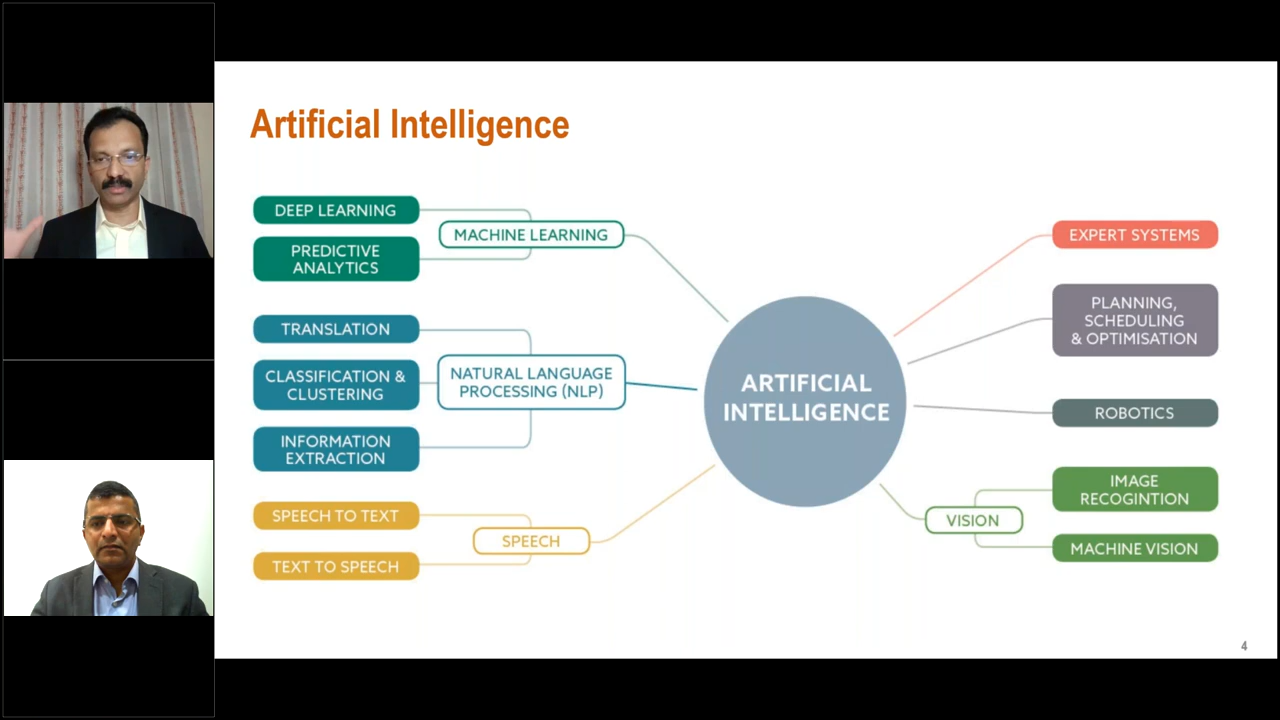 Artificial Intelligence
DEEP LEARNING
PREDICTIVE
ANALYTICS
MACHINE LEARNING
TRANSLATION
CLASSIFICATION &
CLUSTERING
INFORMATION
EXTRACTION
NATURAL LANGUAGE
PROCESSING (NLP)
SPEECH TO TEXT
TEXT TO SPEECH
SPEECH
ARTIFICIAL
INTELLIGENCE
EXPERT SYSTEMS
PLANNING,
SCHEDULING
& OPTIMISATION
ROBOTICS
VISION
IMAGE
RECOGINTION
MACHINE VISION
4